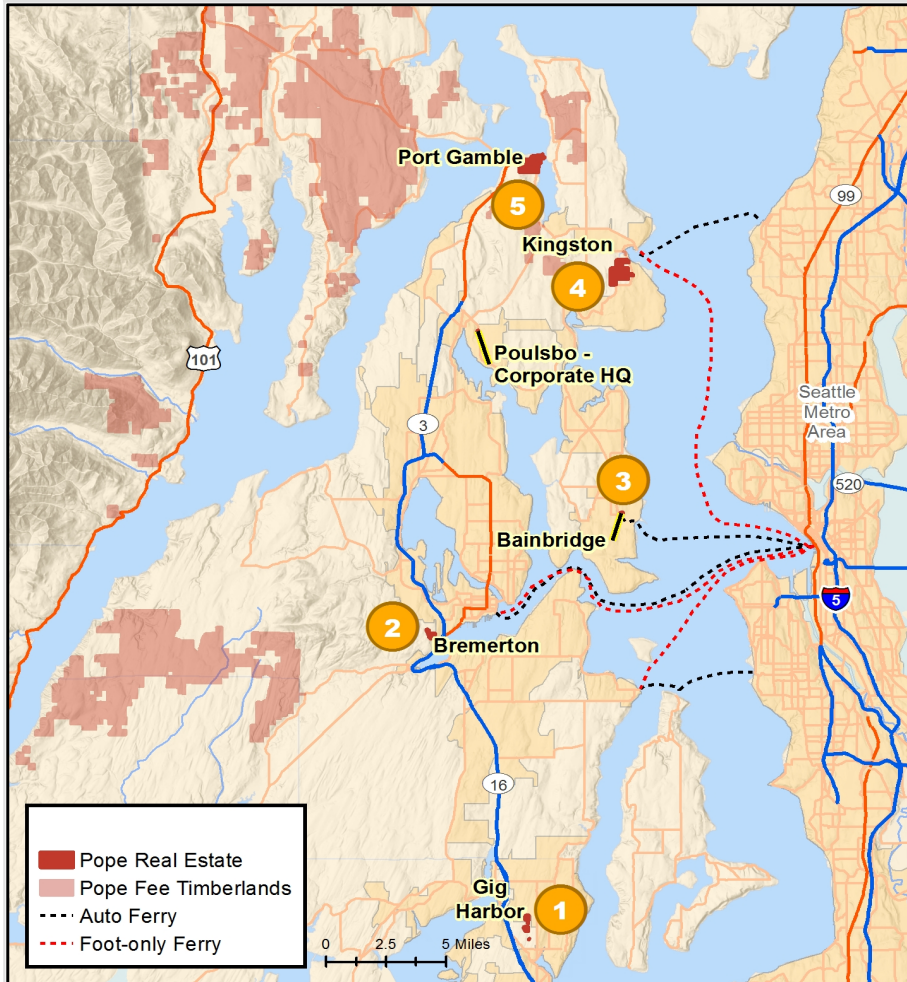 Port Gamble
5
99
Kingston
4
Poulsbo -
Corporate HQ
101
Seattle
Metro
Area
3
3
520
Bainbridge
5
2
Bremerton
16
Pope Real Estate
Pope Fee Timberlands
Auto Ferry
Foot-only Ferry
Gig
Harbor
1
0 2.5 5 Miles